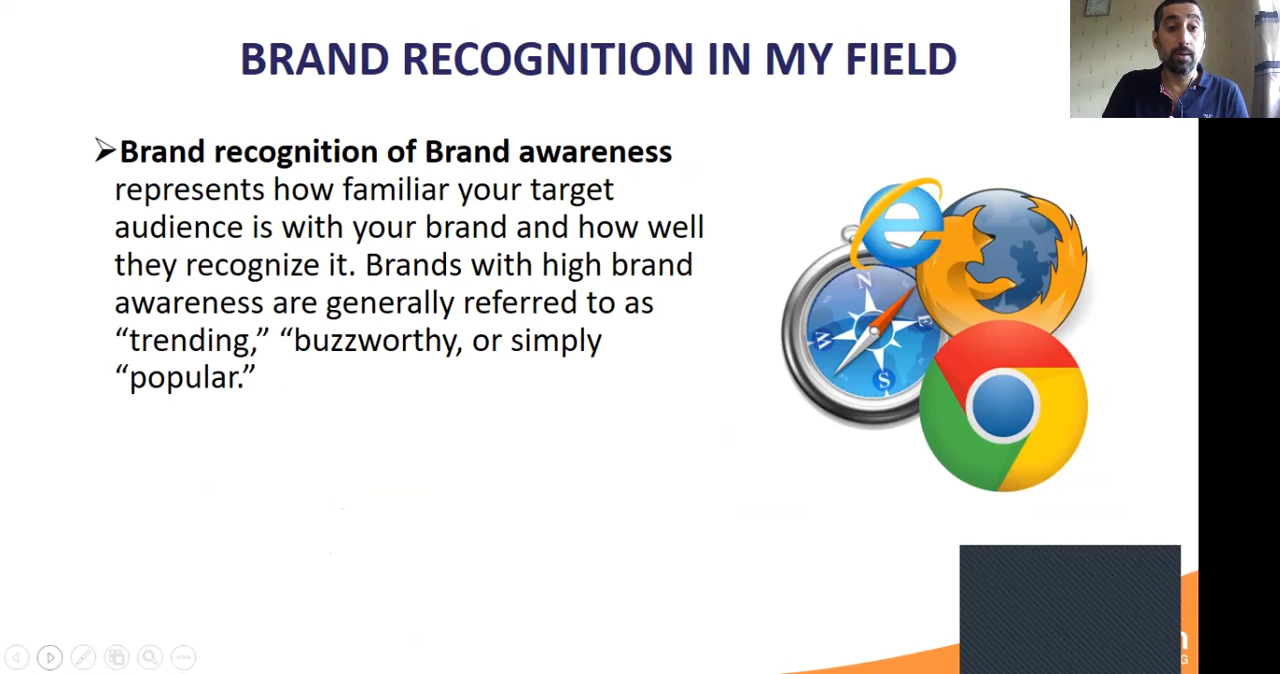 BRAND RECOGNITION IN MY FIELD
➢Brand recognition of Brand awareness
represents how familiar your target
audience is with your brand and how well
they recognize it. Brands with high brand
awareness are generally referred to as
“trending,” “buzzworthy, or simply
“popular.”
N
E
W
S
n
G